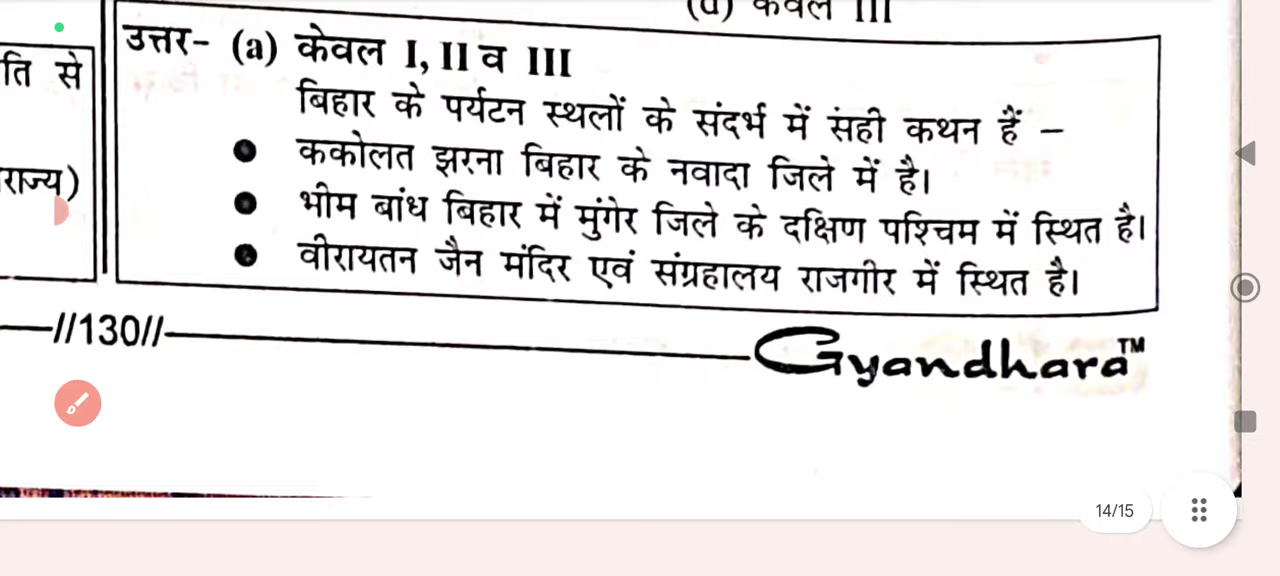 (d) केवल III
उत्तर- (a) केवल I, II व III
ति से
बिहार के पर्यटन स्थलों के संदर्भ में संही कथन हैं –
● ककोलत झरना बिहार के नवादा जिले में है।
राज्य)
● भीम बांध बिहार में मुंगेर जिले के दक्षिण पश्चिम में स्थित है।
● वीरायतन जैन मंदिर एवं संग्रहालय राजगीर में स्थित है।
//130//
Gyandhara™
14/15